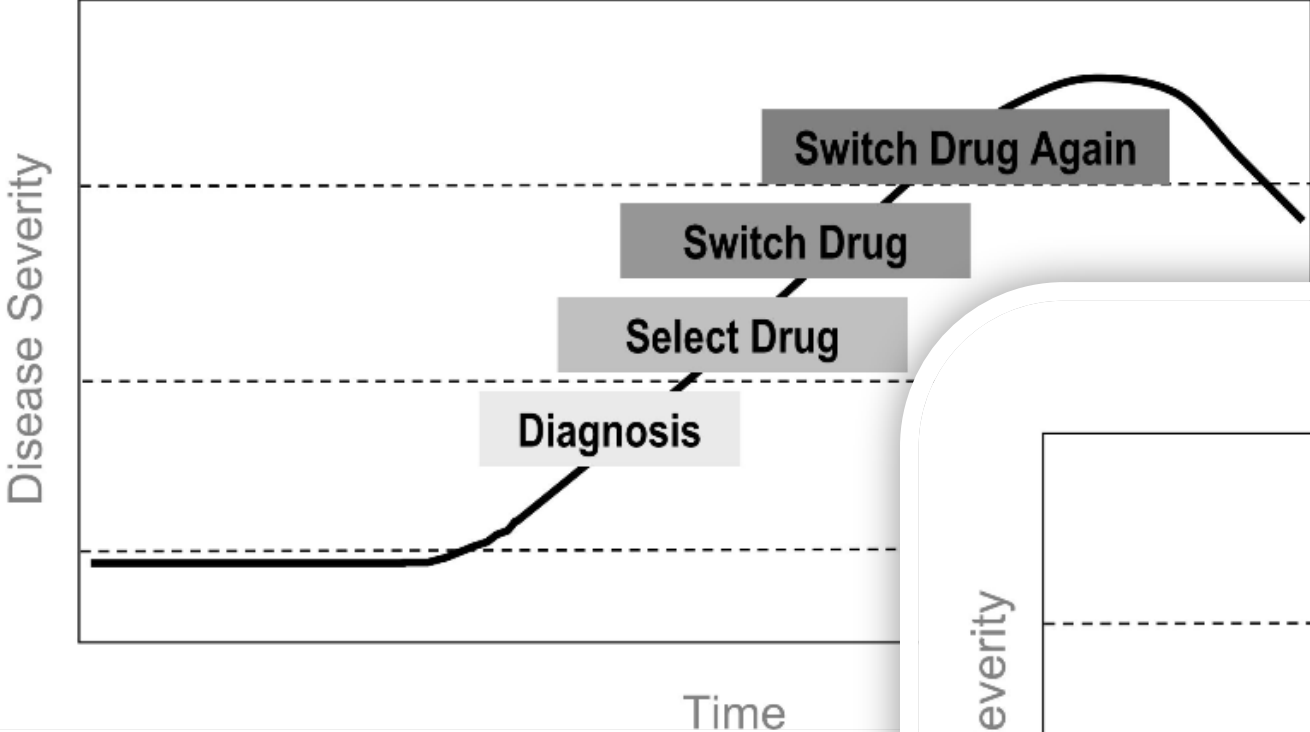 Disease Severity
Switch Drug Again
Switch Drug
Select Drug
Diagnosis
Time
everity